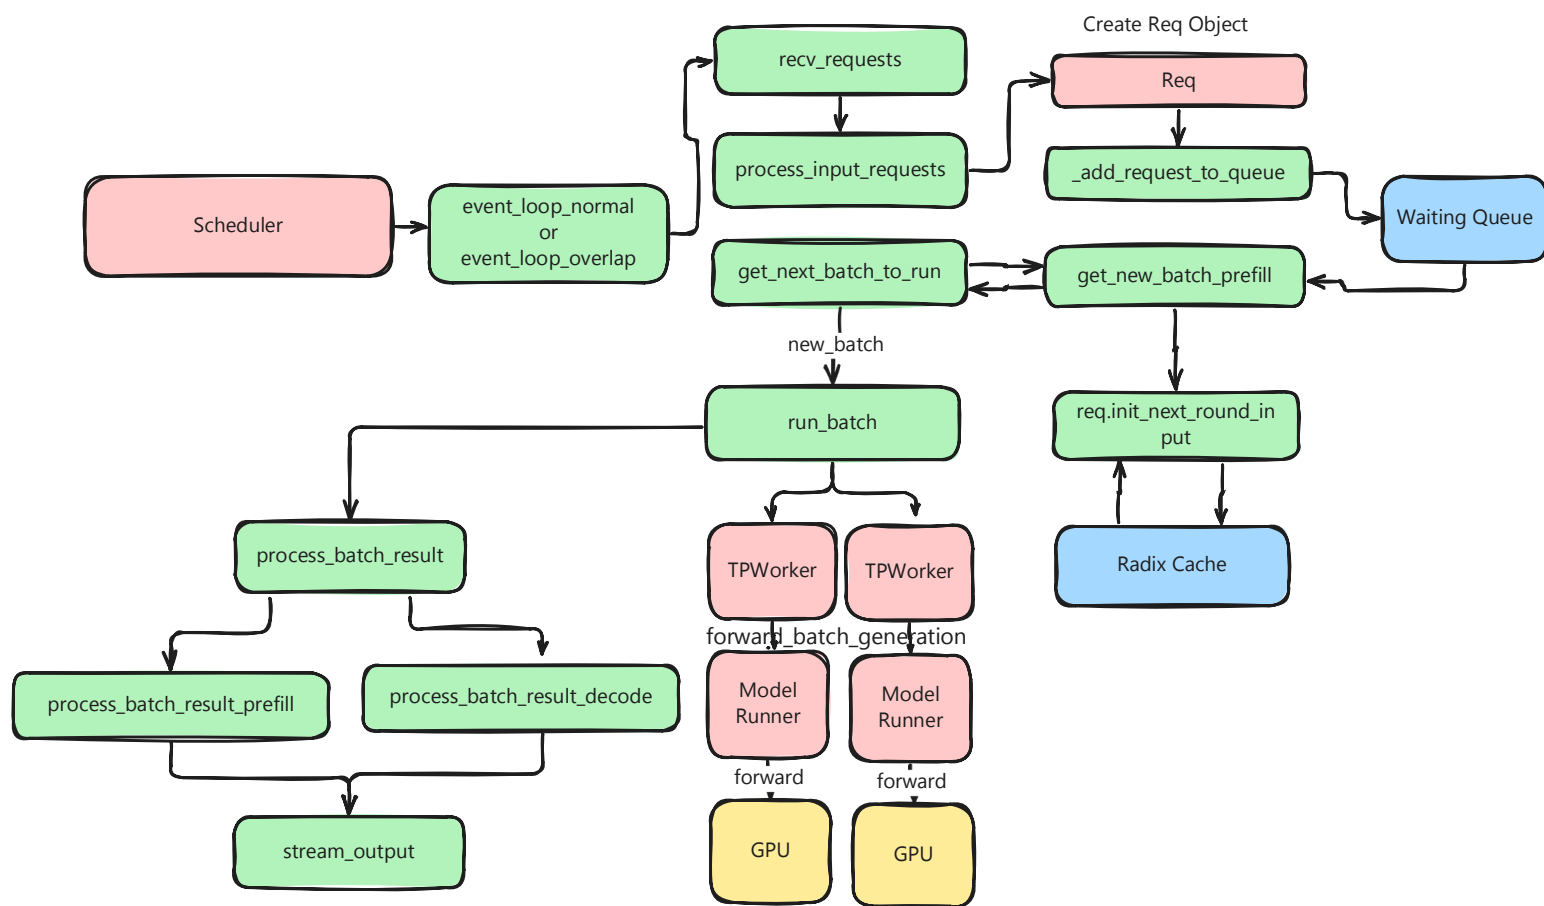 Create Req Object
recv_requests
Req
process_input_requests
_add_request_to_queue
Scheduler
event_loop_normal
or
event_loop_overlap
Waiting Queue
get_next_batch_to_run
get_new_batch_prefill
new_batch
run_batch
req.init_next_round_in
put
process_batch_result
TPWorker
TPWorker
Radix Cache
forward_batch_generation
process_batch_result_prefill
process_batch_result_decode
Model
Runner
Model
Runner
forward
forward
stream_output
GPU
GPU